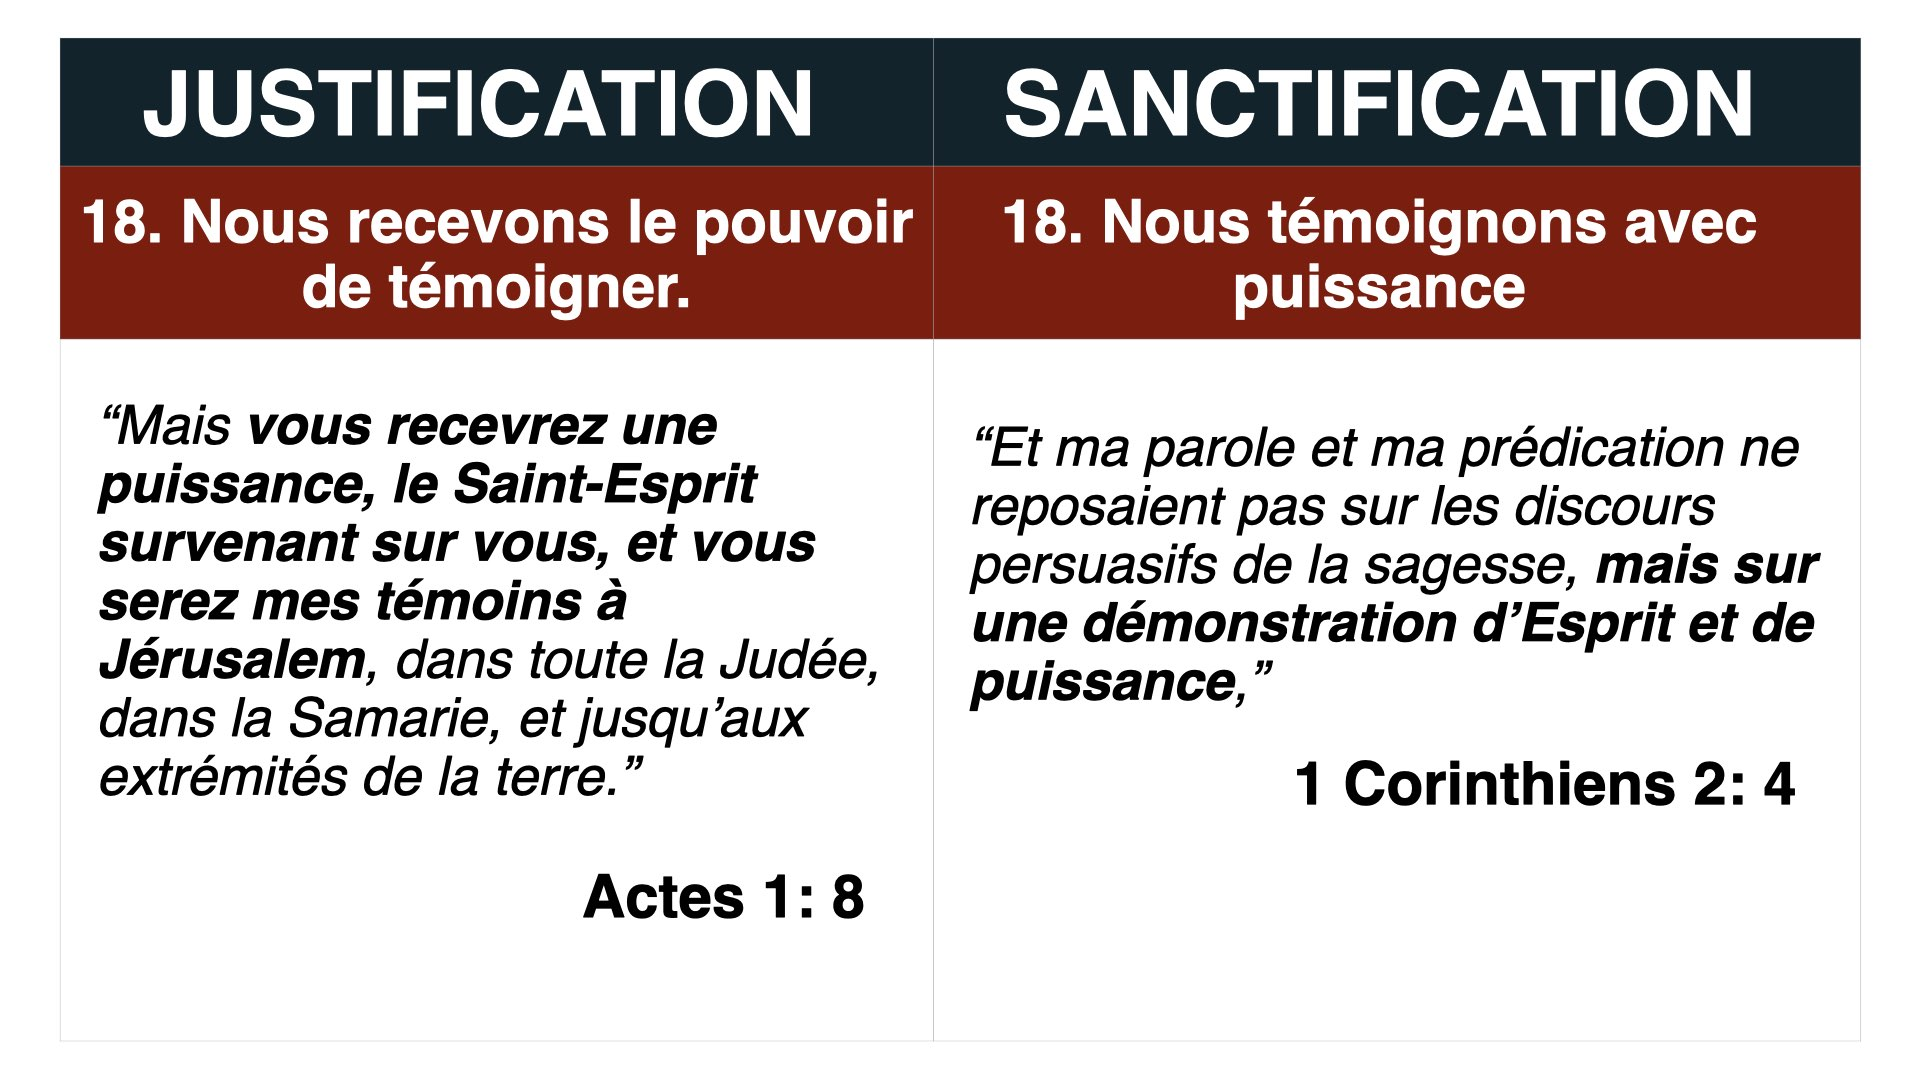 JUSTIFICATION
18. Nous recevons le pouvoir
de témoigner.
“Mais vous recevrez une
puissance, le Saint-Esprit
survenant sur vous, et vous
serez mes témoins à
Jérusalem, dans toute la Judée,
dans la Samarie, et jusqu’aux
extrémités de la terre.”
Actes 1: 8
SANCTIFICATION
18. Nous témoignons avec
puissance
“Et ma parole et ma prédication ne
reposaient pas sur les discours
persuasifs de la sagesse, mais sur
une démonstration d’Esprit et de
puissance,”
1 Corinthiens 2: 4